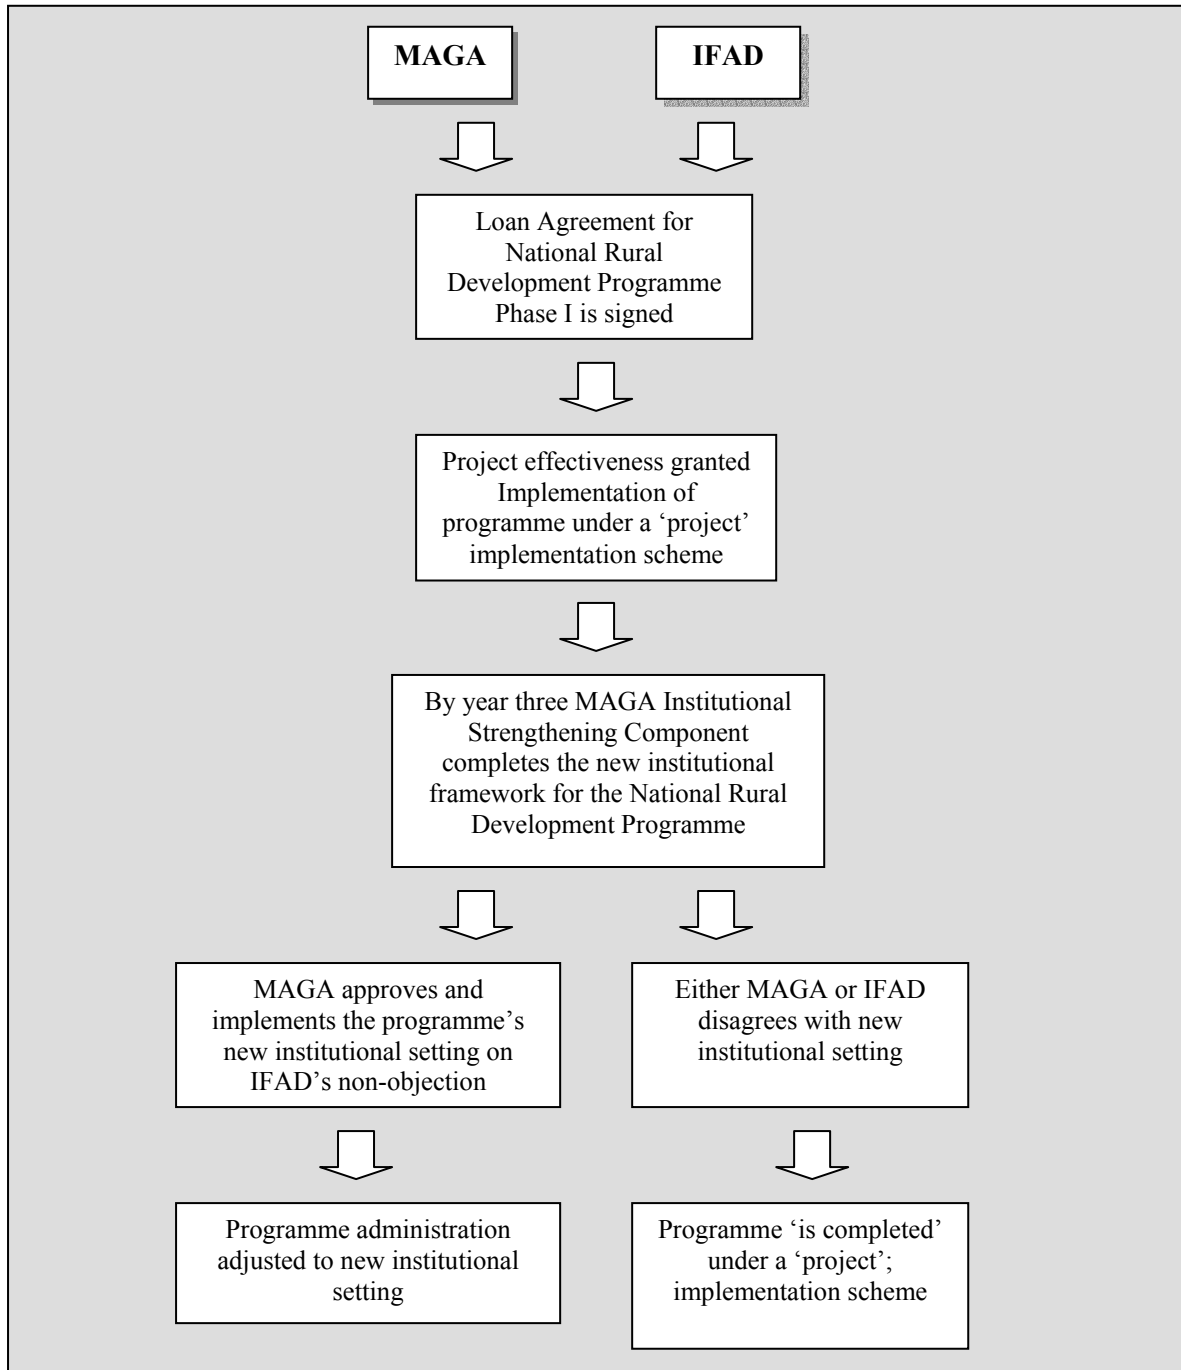 MAGA
IFAD
Loan Agreement for
National Rural
Development Programme
Phase I is signed
Project effectiveness granted
Implementation of
programme under a ‘project’
implementation scheme
By year three MAGA Institutional
Strengthening Component
completes the new institutional
framework for the National Rural
Development Programme
MAGA approves and
implements the programme’s
new institutional setting on
IFAD’s non-objection
Either MAGA or IFAD
disagrees with new
institutional setting
Programme administration
adjusted to new institutional
setting
Programme ‘is completed’
under a ‘project’;
implementation scheme